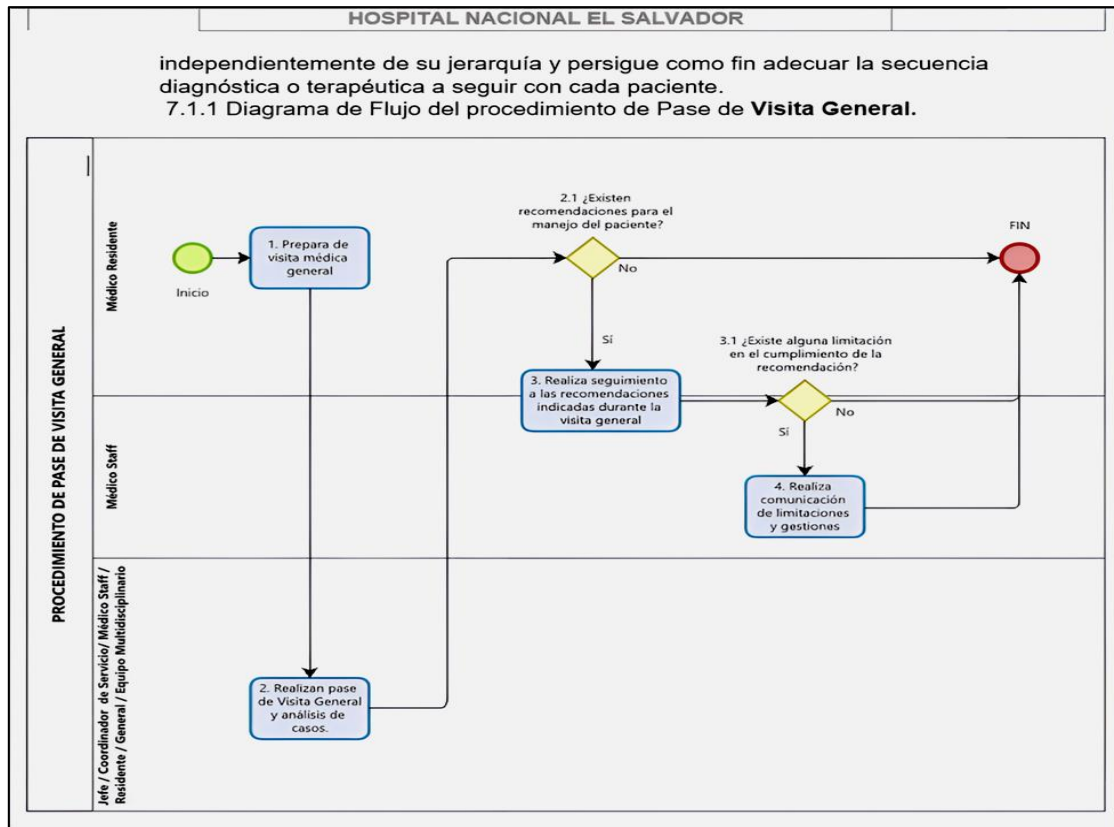 HOSPITAL NACIONAL EL SALVADOR
independientemente de su jerarquía y persigue como fin adecuar la secuencia
diagnóstica o terapéutica a seguir con cada paciente.
7.1.1 Diagrama de Flujo del procedimiento de Pase de Visita General.
PROCEDIMIENTO DE PASE DE VISITA GENERAL
Médico Residente
Inicio
1. Prepara de
visita médica
general
2.1 ¿Existen
recomendaciones para el
manejo del paciente?
No
Sí
FIN
3.1 ¿Existe alguna limitación
en el cumplimiento de la
recomendación?
3. Realiza seguimiento
a las recomendaciones
indicadas durante la
visita general
No
Sí
Médico Staff
4. Realiza
comunicación
de limitaciones
y gestiones
Jefe / Coordinador de Servicio/ Médico Staff /
Residente / General / Equipo Multidisciplinario
2. Realizan pase
de Visita General
y análisis de
casos.